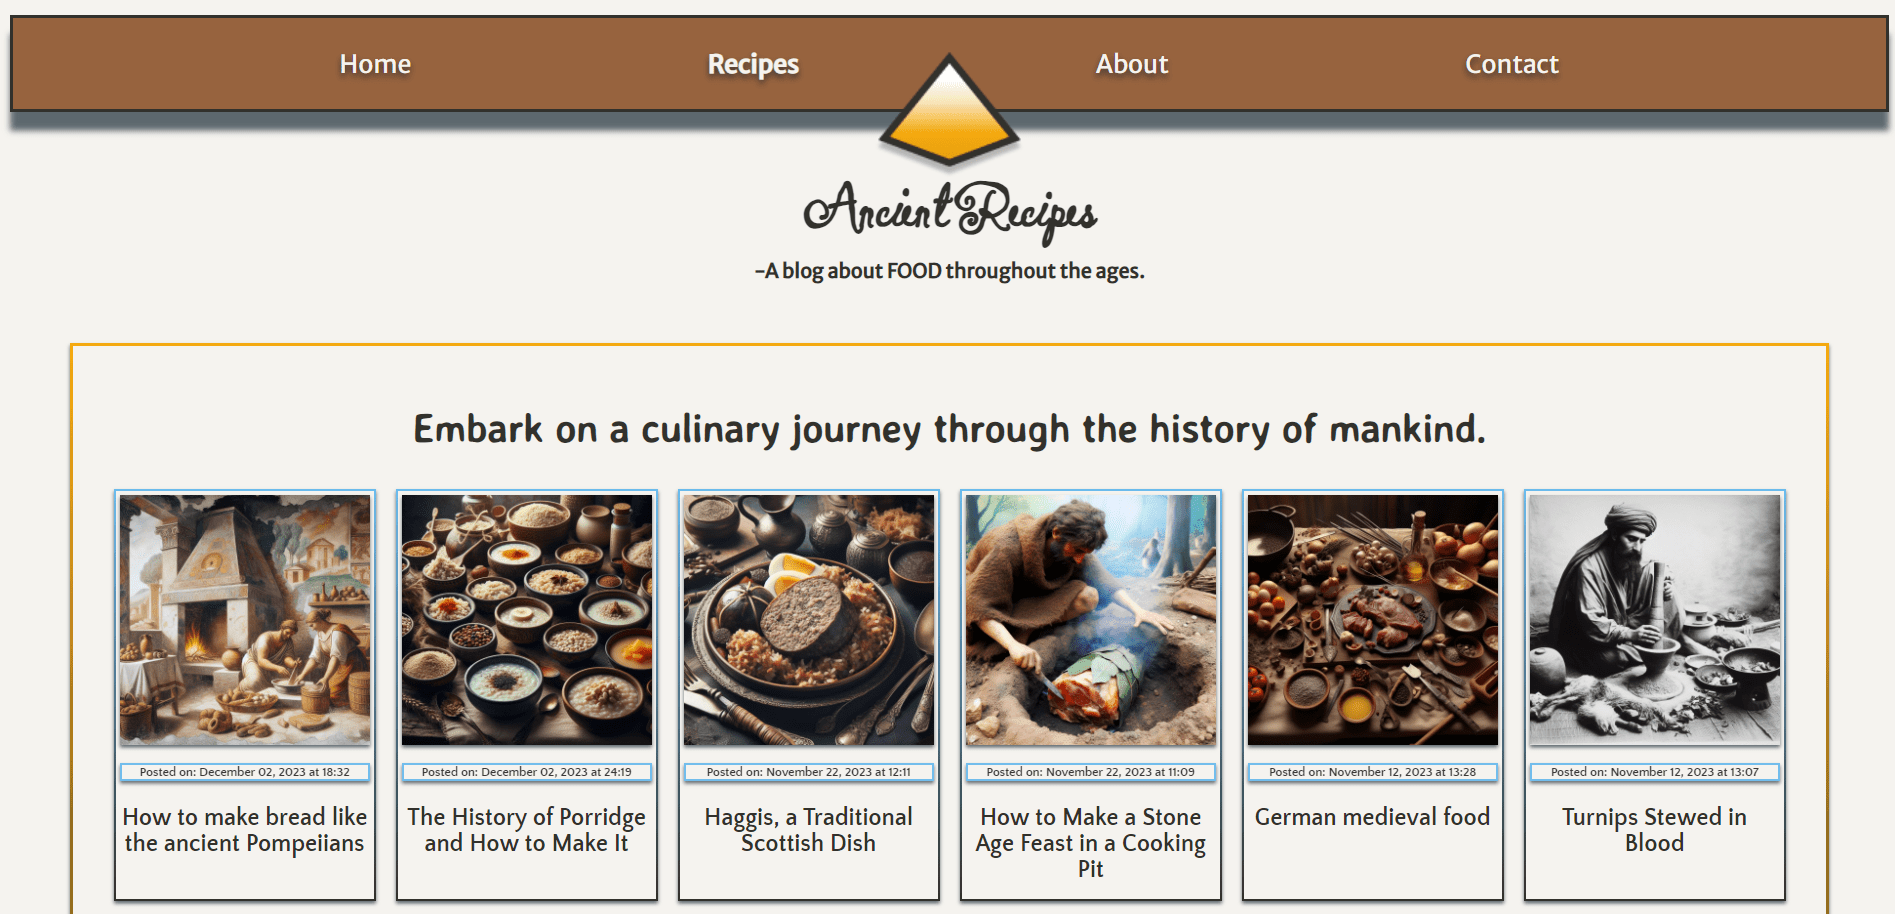 Home Recipes About Contact
Ancient Recipes
-A blog about FOOD throughout the ages.
Embark on a culinary journey through the history of mankind.
Posted on: December 02, 2023 at 18:32
How to make bread like
the ancient Pompeiians
Posted on: December 02, 2023 at 24:19
The History of Porridge
and How to Make It
Posted on: November 22, 2023 at 12:11
Haggis, a Traditional
Scottish Dish
Posted on: November 22, 2023 at 11:09
How to Make a Stone
Age Feast in a Cooking
Pit
Posted on: November 12, 2023 at 13:28
German medieval food
Posted on: November 12, 2023 at 13:07
Turnips Stewed in
Blood